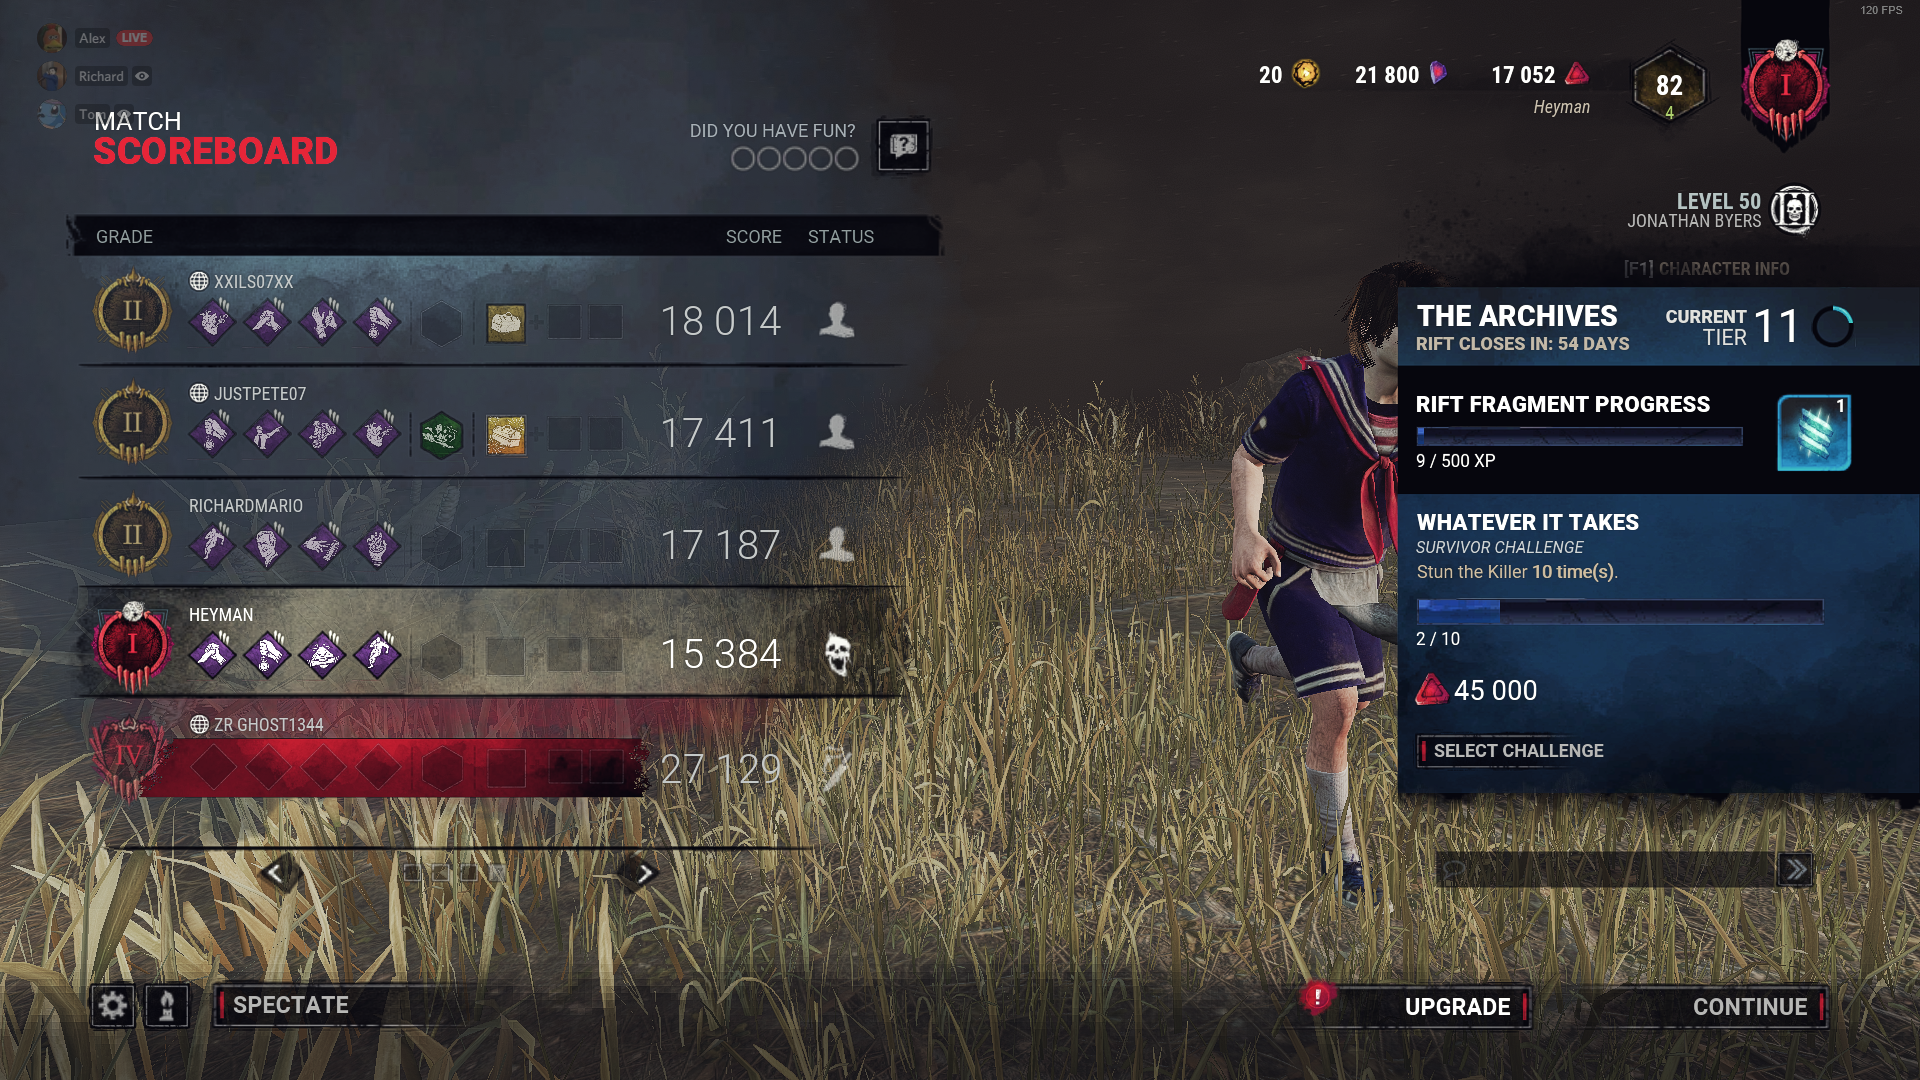 120 FPS
Alex LIVE
Richard
MATCH
SCOREBOARD
DID YOU HAVE FUN?
20 21 800 17 052
Heyman
82
4
I
LEVEL 50
JONATHAN BYERS
[F1] CHARACTER INFO
GRADE SCORE STATUS
II XXILS07XX 18 014
II JUSTPETE07 17 411
II RICHARDMARIO 17 187
I HEYMAN 15 384
IV ZR GHOST1344 27 129
THE ARCHIVES
RIFT CLOSES IN: 54 DAYS
CURRENT
TIER 11
RIFT FRAGMENT PROGRESS
1
9 / 500 XP
WHATEVER IT TAKES
SURVIVOR CHALLENGE
Stun the Killer 10 time(s).
2 / 10
45 000
SELECT CHALLENGE
SPECTATE
UPGRADE
CONTINUE